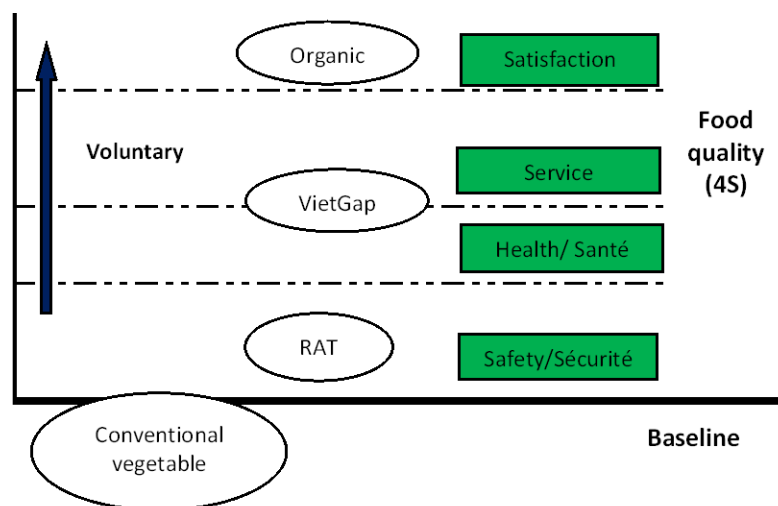 Organic
Satisfaction
Voluntary
Food
quality
(4S)
Service
VietGap
Health/ Santé
RAT
Safety/Sécurité
Conventional
vegetable
Baseline